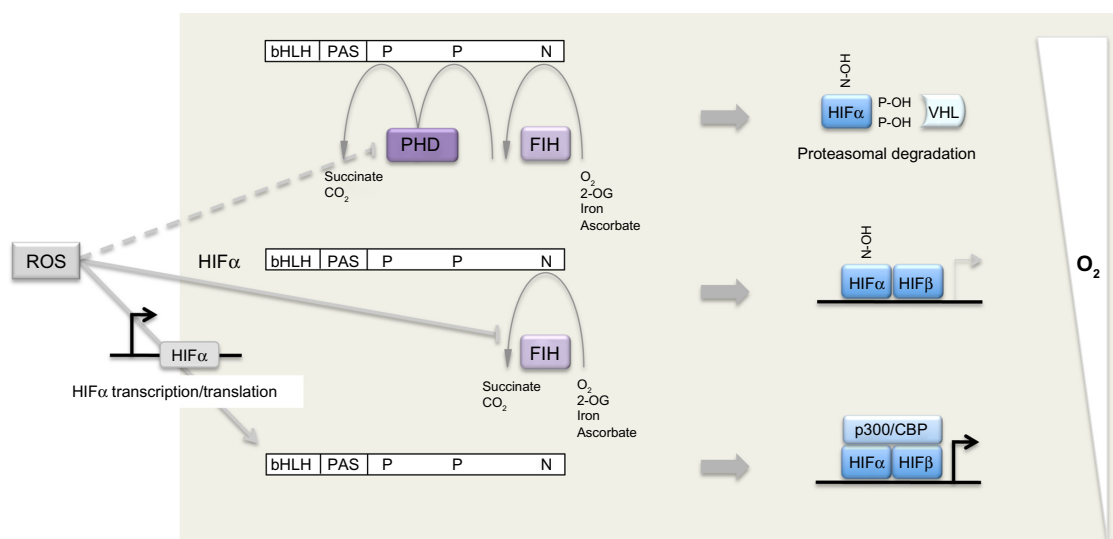 bHLH PAS P P N
PHD
FIH
Succinate
CO2
O2
2-OG
Iron
Ascorbate
N-OH
HIFα
P-OH
P-OH
VHL
Proteasomal degradation
ROS
HIFα
bHLH PAS P P N
FIH
Succinate
CO2
O2
2-OG
Iron
Ascorbate
N-OH
HIFα HIFβ
O2
HIFα
HIFα transcription/translation
bHLH PAS P P N
p300/CBP
HIFα HIFβ